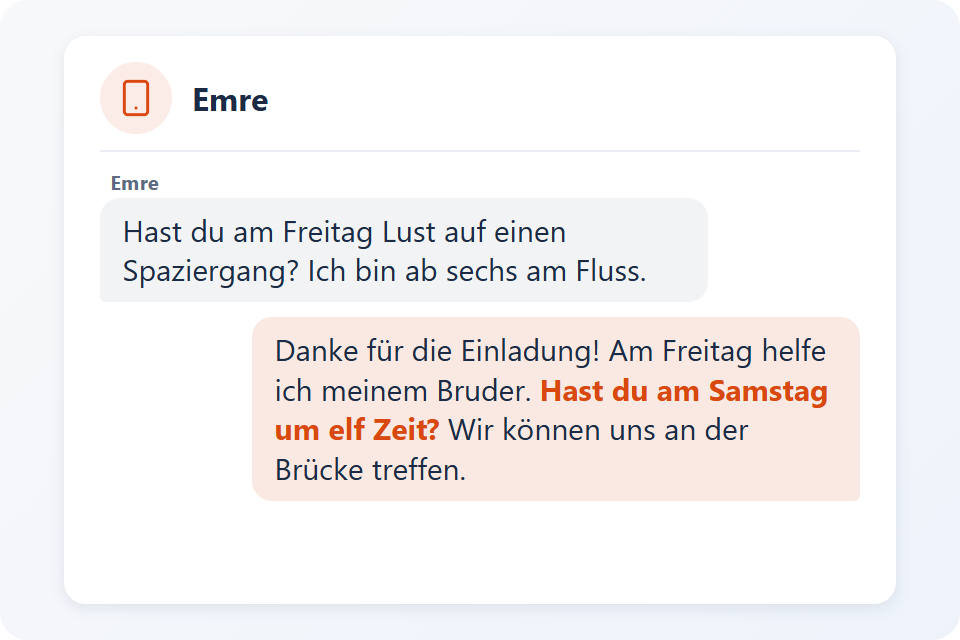 Emre
Emre
Hast du am Freitag Lust auf einen
Spaziergang? Ich bin ab sechs am Fluss.
Danke für die Einladung! Am Freitag helfe
ich meinem Bruder. Hast du am Samstag
um elf Zeit? Wir können uns an der
Brücke treffen.